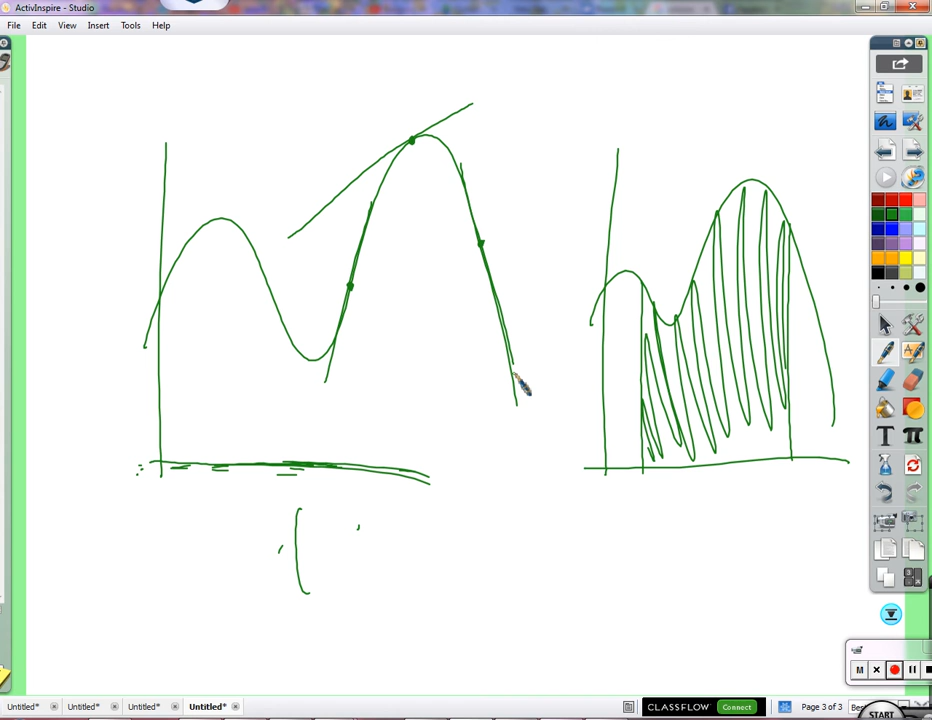 ActivInspire - Studio
File Edit View Insert Tools Help
T π
Untitled* Untitled* Untitled* Untitled* CLASSFLOW Connect Page 3 of 3
M
START